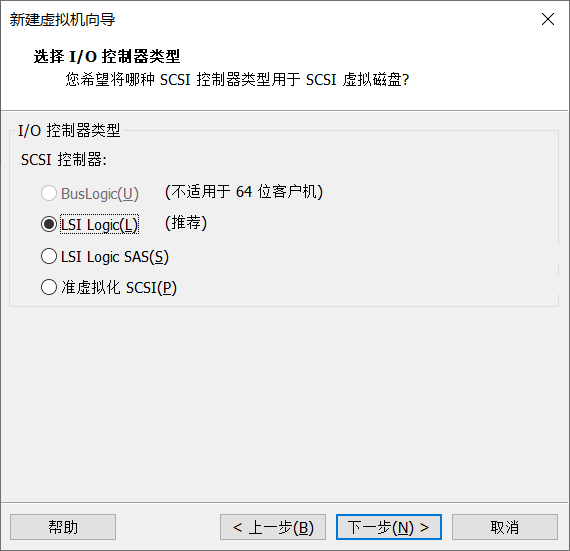 新建虚拟机向导
选择 I/O 控制器类型
您希望将哪种 SCSI 控制器类型用于 SCSI 虚拟磁盘?
I/O 控制器类型
SCSI 控制器:
BusLogic(U) (不适用于 64 位客户机)
LSI Logic(L) (推荐)
LSI Logic SAS(S)
准虚拟化 SCSI(P)
帮助 < 上一步(B) 下一步(N) > 取消